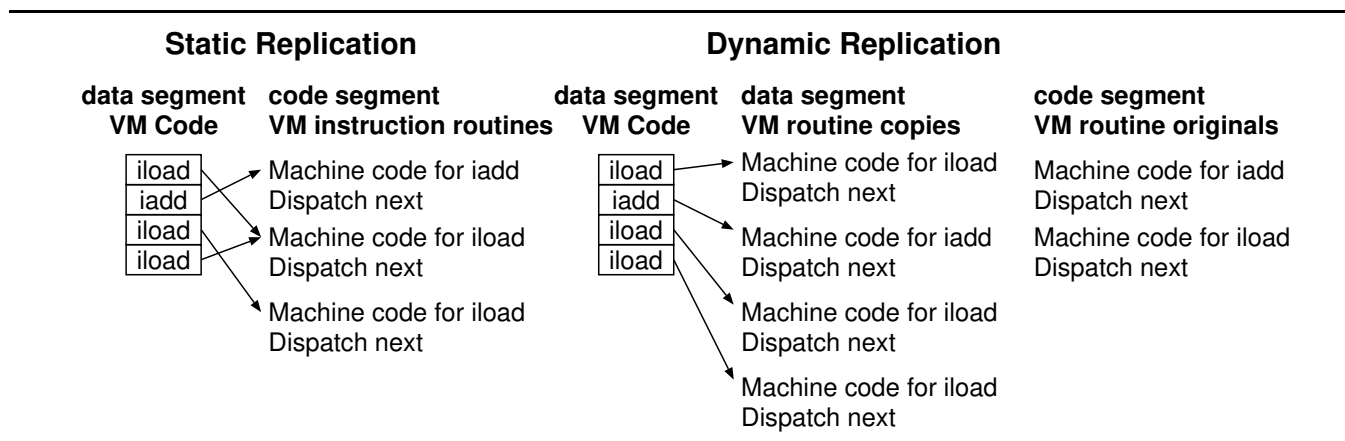 Static Replication
data segment
VM Code
code segment
VM instruction routines
iload
iadd
iload
iload
Machine code for iadd
Dispatch next
Machine code for iload
Dispatch next
Machine code for iload
Dispatch next
Dynamic Replication
data segment
VM Code
data segment
VM routine copies
code segment
VM routine originals
iload
iadd
iload
iload
Machine code for iload
Dispatch next
Machine code for iadd
Dispatch next
Machine code for iload
Dispatch next
Machine code for iload
Dispatch next
Machine code for iadd
Dispatch next
Machine code for iload
Dispatch next